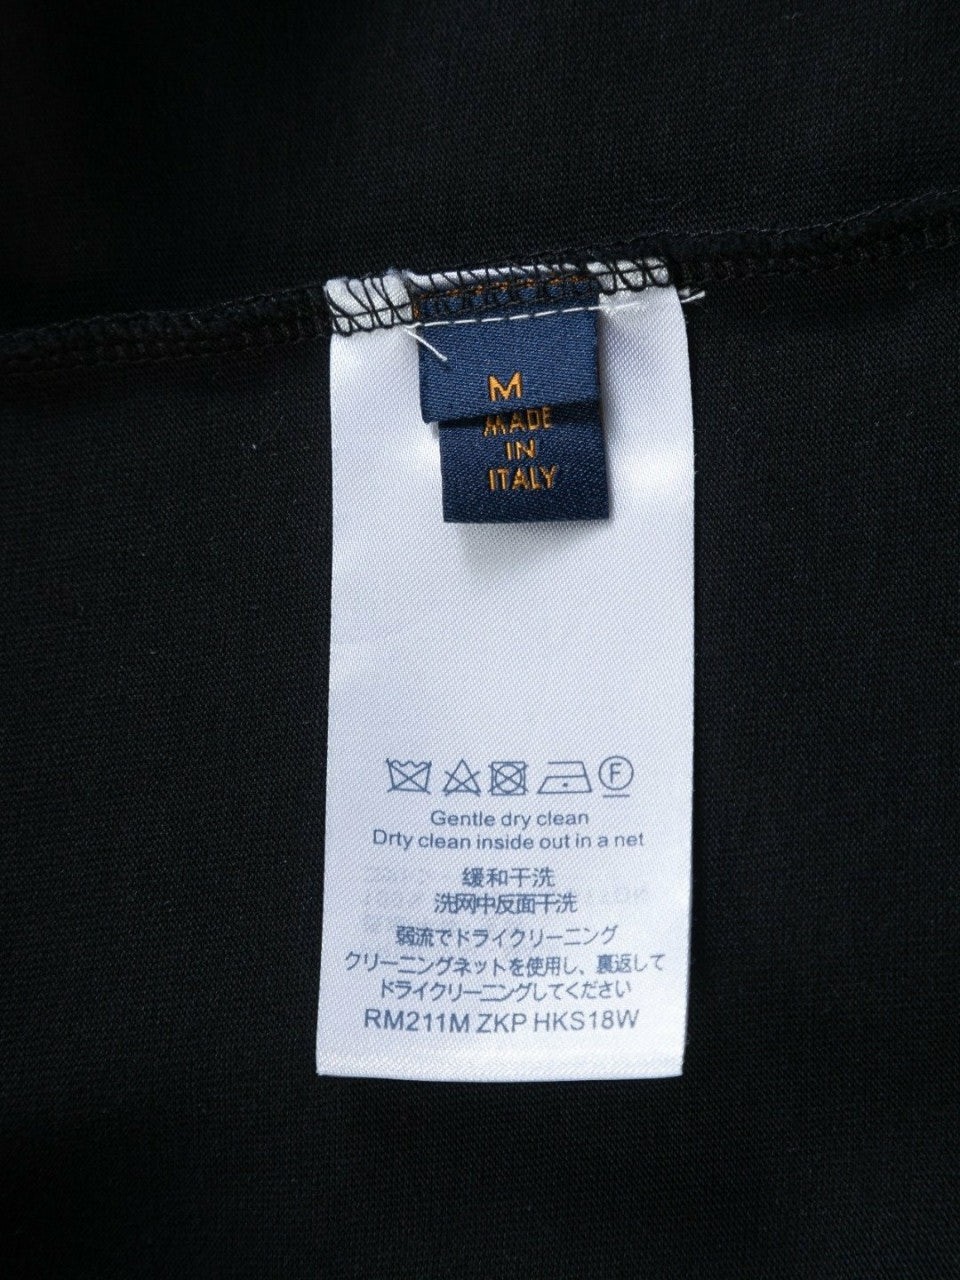 M
MADE
IN
ITALY
F
Gentle dry clean
Drty clean inside out in a net
缓和干洗
洗网中反面干洗
弱流でドライクリーニング
クリーニングネットを使用し、裏返して
ドライクリーニングしてください
RM211M ZKP HKS18W